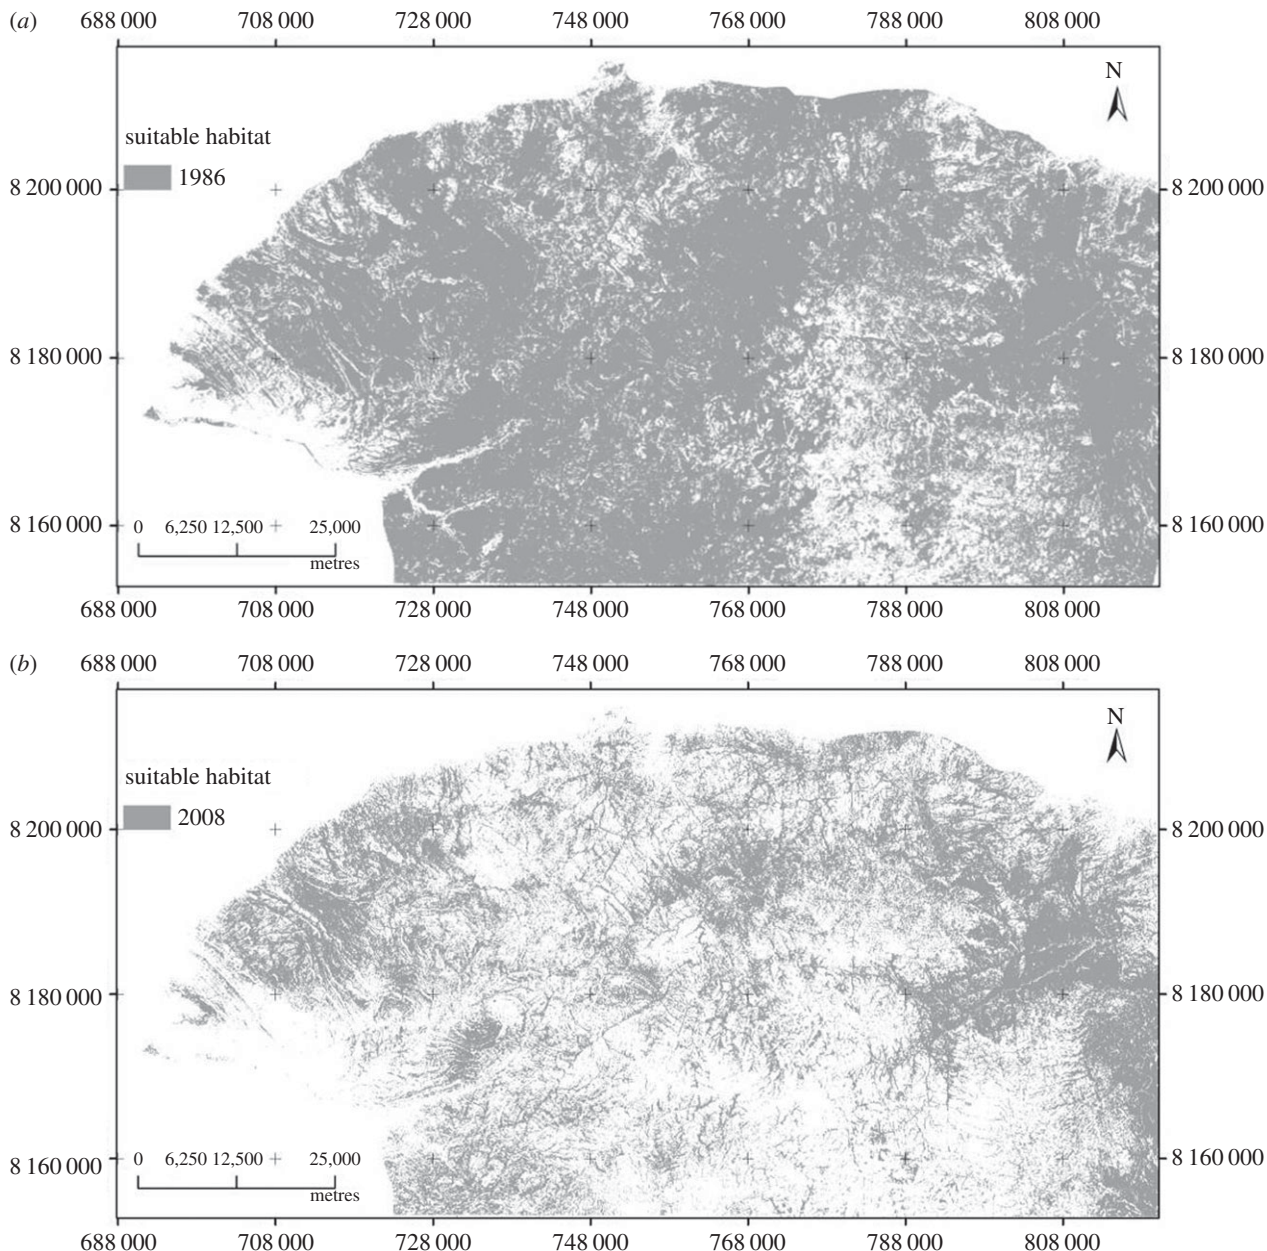 (a) 688 000 708 000 728 000 748 000 768 000 788 000 808 000
N
suitable habitat
1986
8 200 000 8 200 000
8 180 000 8 180 000
8 160 000 8 160 000
0 6,250 12,500 25,000
metres
688 000 708 000 728 000 748 000 768 000 788 000 808 000
(b) 688 000 708 000 728 000 748 000 768 000 788 000 808 000
N
suitable habitat
2008
8 200 000 8 200 000
8 180 000 8 180 000
8 160 000 8 160 000
0 6,250 12,500 25,000
metres
688 000 708 000 728 000 748 000 768 000 788 000 808 000